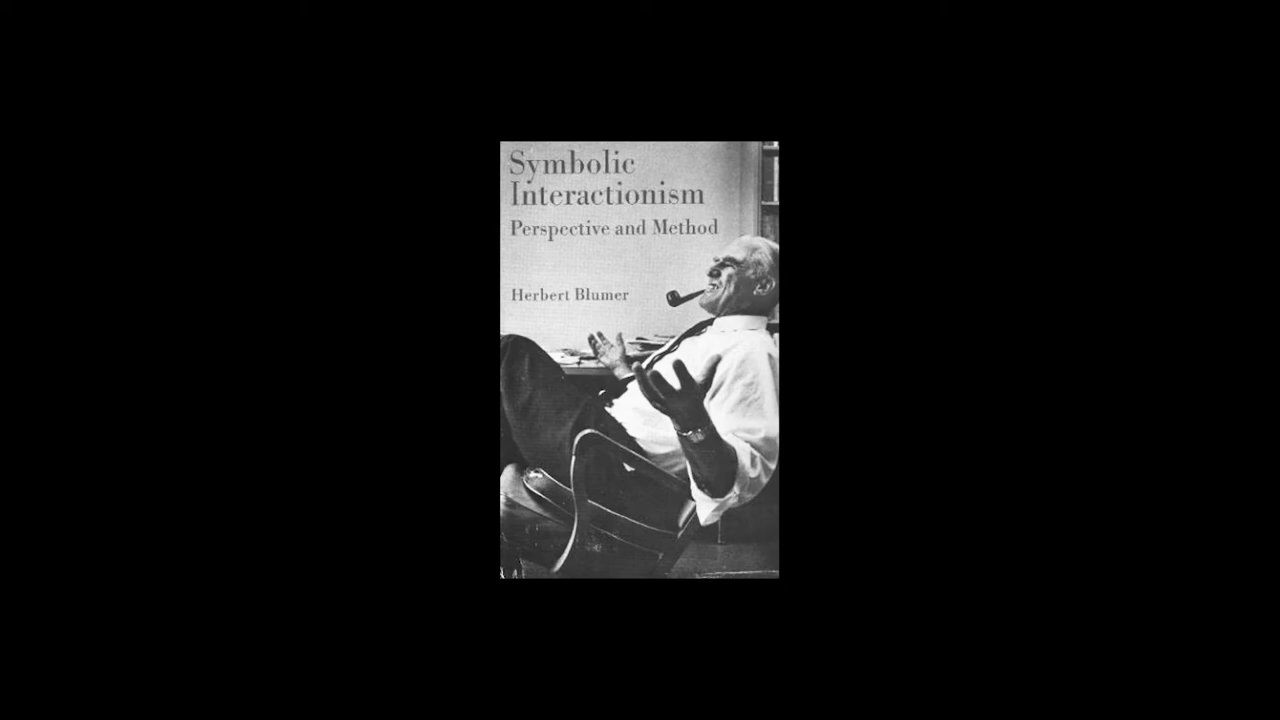 Symbolic
Interactionism
Perspective and Method
Herbert Blumer